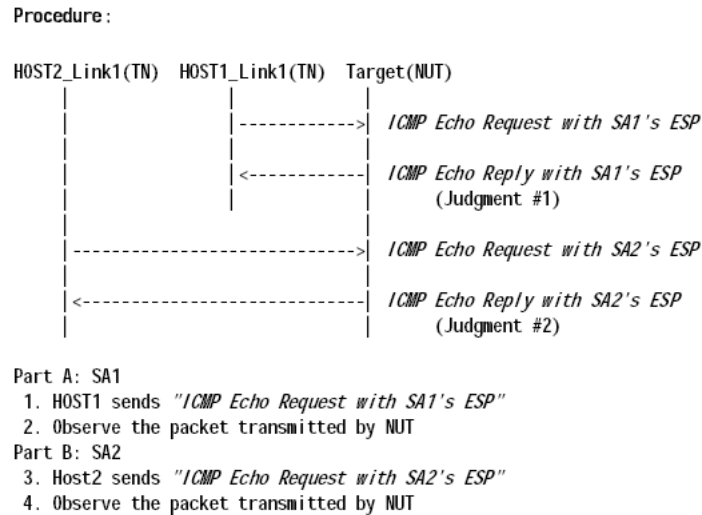 Procedure:
HOST2_Link1(TN) HOST1_Link1(TN) Target(NUT)
| | |
| |------------>| ICMP Echo Request with SA1's ESP
| | |
| |<------------| ICMP Echo Reply with SA1's ESP
| | | (Judgment #1)
| |
|---------------------------->| ICMP Echo Request with SA2's ESP
| |
|<----------------------------| ICMP Echo Reply with SA2's ESP
| | (Judgment #2)
Part A: SA1
1. HOST1 sends "ICMP Echo Request with SA1's ESP"
2. Observe the packet transmitted by NUT
Part B: SA2
3. Host2 sends "ICMP Echo Request with SA2's ESP"
4. Observe the packet transmitted by NUT